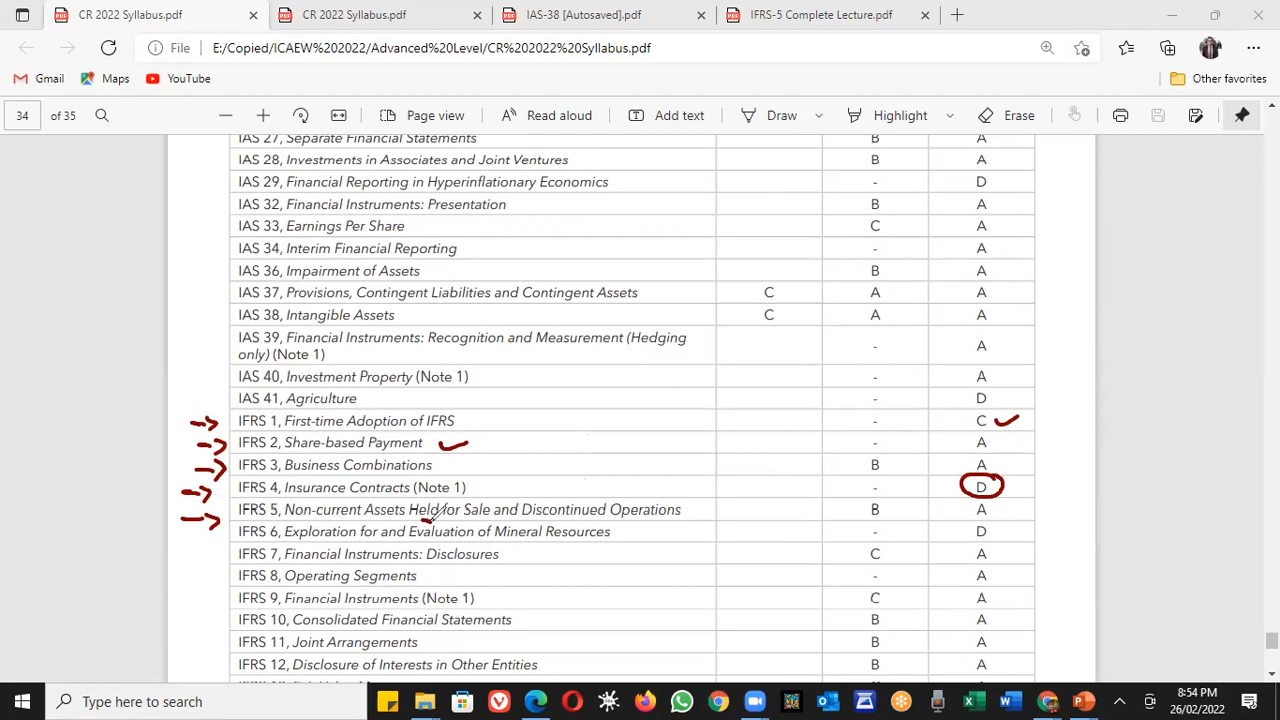 CR 2022 Syllabus.pdf
CR 2022 Syllabus.pdf
IAS-38 [Autosaved].pdf
IFRS-5 Complete Lecture.pdf
File
E:/Copied/ICAEW%202022/Advanced%20Level/CR%202022%20Syllabus.pdf
Gmail
Maps
YouTube
Other favorites
34 of 35
Page view
Read aloud
Add text
Draw
Highlight
Erase
IAS 27, Separate Financial Statements B A
IAS 28, Investments in Associates and Joint Ventures B A
IAS 29, Financial Reporting in Hyperinflationary Economics - D
IAS 32, Financial Instruments: Presentation B A
IAS 33, Earnings Per Share C A
IAS 34, Interim Financial Reporting - A
IAS 36, Impairment of Assets B A
IAS 37, Provisions, Contingent Liabilities and Contingent Assets C A A
IAS 38, Intangible Assets C A A
IAS 39, Financial Instruments: Recognition and Measurement (Hedging
only) (Note 1) - A
IAS 40, Investment Property (Note 1) - A
IAS 41, Agriculture - D
IFRS 1, First-time Adoption of IFRS - C
IFRS 2, Share-based Payment - A
IFRS 3, Business Combinations B A
IFRS 4, Insurance Contracts (Note 1) - D
IFRS 5, Non-current Assets Held for Sale and Discontinued Operations B A
IFRS 6, Exploration for and Evaluation of Mineral Resources - D
IFRS 7, Financial Instruments: Disclosures C A
IFRS 8, Operating Segments - A
IFRS 9, Financial Instruments (Note 1) C A
IFRS 10, Consolidated Financial Statements B A
IFRS 11, Joint Arrangements B A
IFRS 12, Disclosure of Interests in Other Entities B A
Type here to search
8:54 PM
26/02/2022